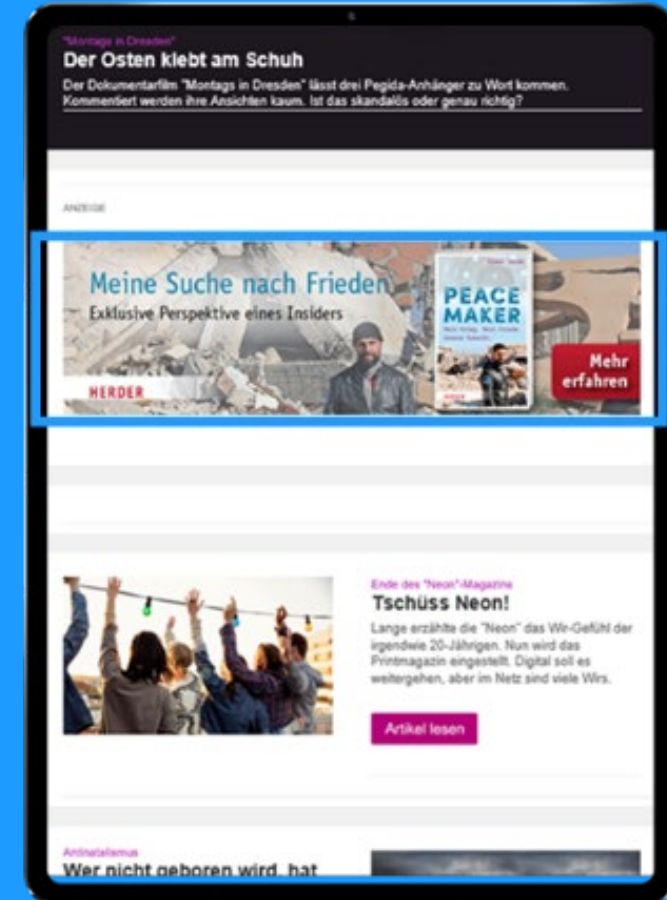 "Montags in Dresden"
Der Osten klebt am Schuh
Der Dokumentarfilm "Montags in Dresden" lässt drei Pegida-Anhänger zu Wort kommen.
Kommentiert werden ihre Ansichten kaum. Ist das skandalös oder genau richtig?
ANZEIGE
Meine Suche nach Frieden
Exklusive Perspektive eines Insiders
HERDER
PEACE
MAKER
Mehr
erfahren
Ende des "Neon"-Magazins
Tschüss Neon!
Lange erzählte die "Neon" das Wir-Gefühl der
irgendwie 20-Jährigen. Nun wird das
Printmagazin eingestellt. Digital soll es
weitergehen, aber im Netz sind viele Wirs.
Artikel lesen
Antinatalismus
Wer nicht geboren wird, hat